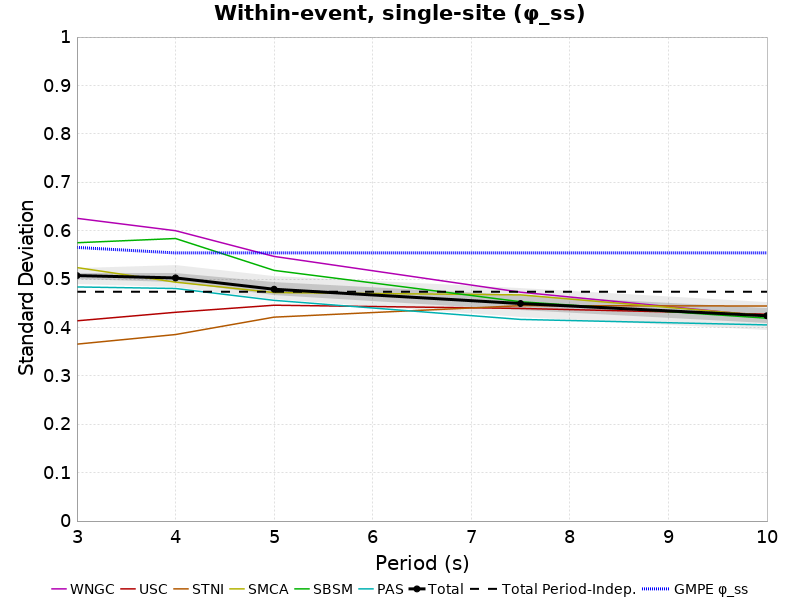 Within-event, single-site (φ_ss)
1
0.9
0.8
0.7
0.6
0.5
0.4
0.3
0.2
0.1
0
Standard Deviation
3 4 5 6 7 8 9 10
Period (s)
WNGC USC STNI SMCA SBSM PAS Total Total Period-Indep. GMPE φ_ss